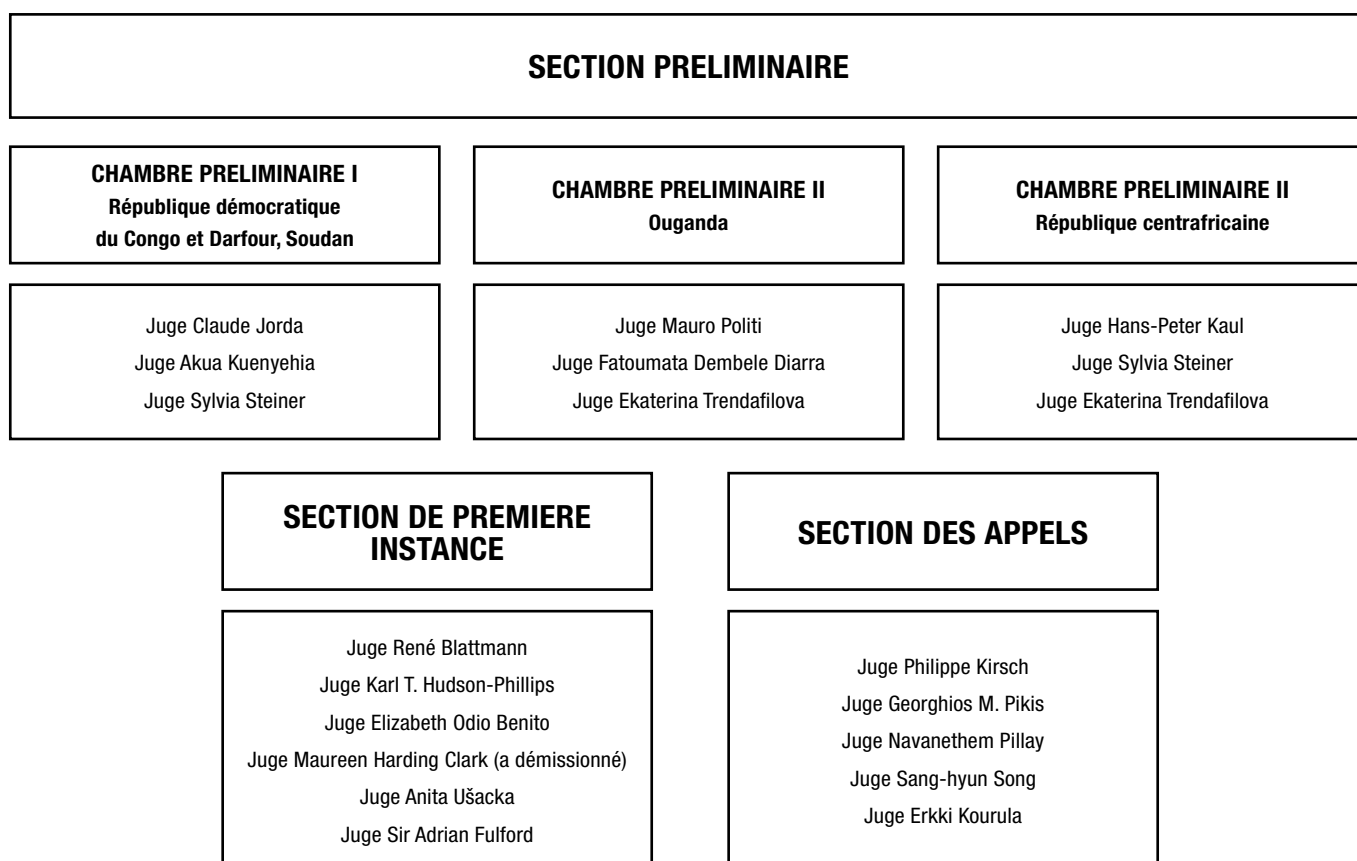 SECTION PRELIMINAIRE
CHAMBRE PRELIMINAIRE I
République démocratique
du Congo et Darfour, Soudan
Juge Claude Jorda
Juge Akua Kuenyehia
Juge Sylvia Steiner
CHAMBRE PRELIMINAIRE II
Ouganda
Juge Mauro Politi
Juge Fatoumata Dembele Diarra
Juge Ekaterina Trendafilova
CHAMBRE PRELIMINAIRE II
République centrafricaine
Juge Hans-Peter Kaul
Juge Sylvia Steiner
Juge Ekaterina Trendafilova
SECTION DE PREMIERE
INSTANCE
Juge René Blattmann
Juge Karl T. Hudson-Phillips
Juge Elizabeth Odio Benito
Juge Maureen Harding Clark (a démissionné)
Juge Anita Ušacka
Juge Sir Adrian Fulford
SECTION DES APPELS
Juge Philippe Kirsch
Juge Georghios M. Pikis
Juge Navanethem Pillay
Juge Sang-hyun Song
Juge Erkki Kourula